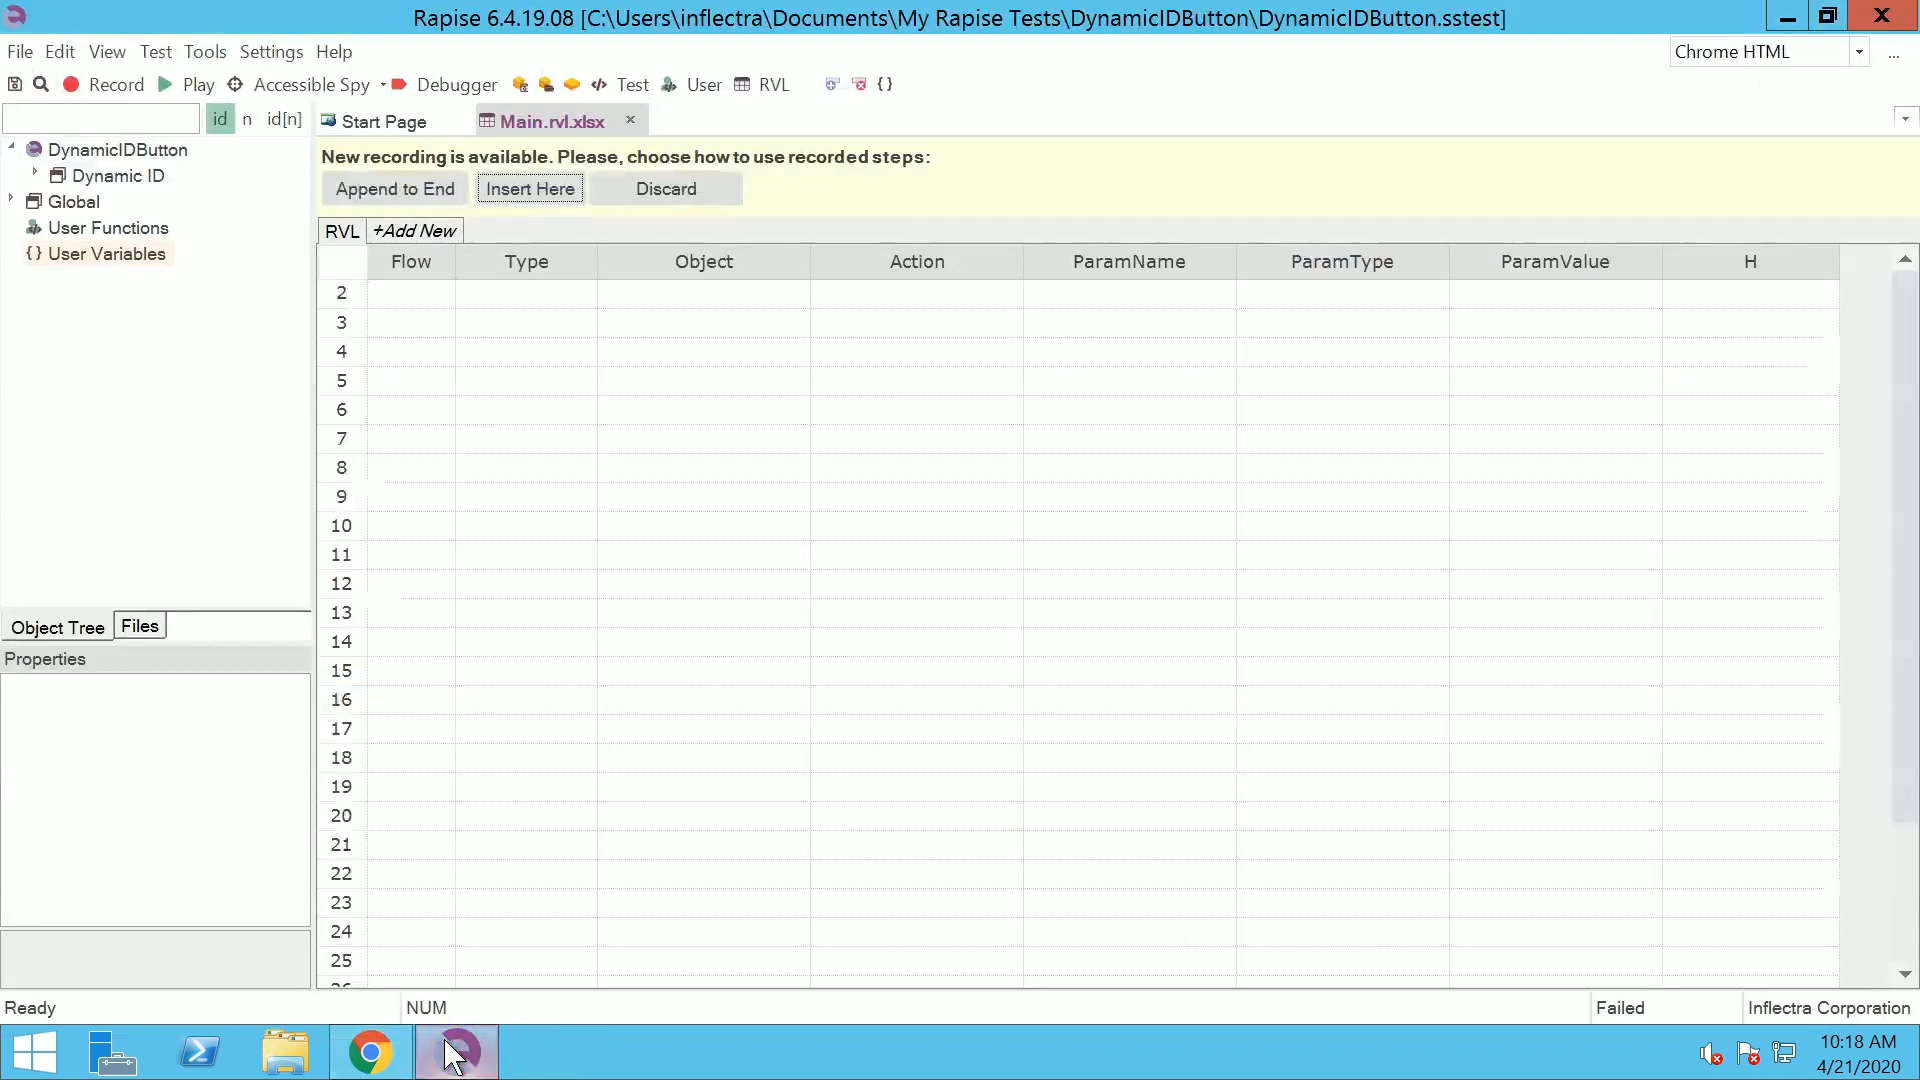 Rapise 6.4.19.08 [C:\Users\inflectra\Documents\My Rapise Tests\DynamicIDButton\DynamicIDButton.sstest]
File Edit View Test Tools Settings Help
Chrome HTML ...
Record Play Accessible Spy Debugger Test User RVL { }
id n id[n]
Start Page Main.rvl.xlsx
DynamicIDButton
Dynamic ID
Global
User Functions
{ } User Variables
New recording is available. Please, choose how to use recorded steps:
Append to End Insert Here Discard
RVL +Add New
Flow Type Object Action ParamName ParamType ParamValue H
2
3
4
5
6
7
8
9
10
11
12
13
14
15
16
17
18
19
20
21
22
23
24
25
Object Tree Files
Properties
Ready NUM Failed Inflectra Corporation
10:18 AM
4/21/2020